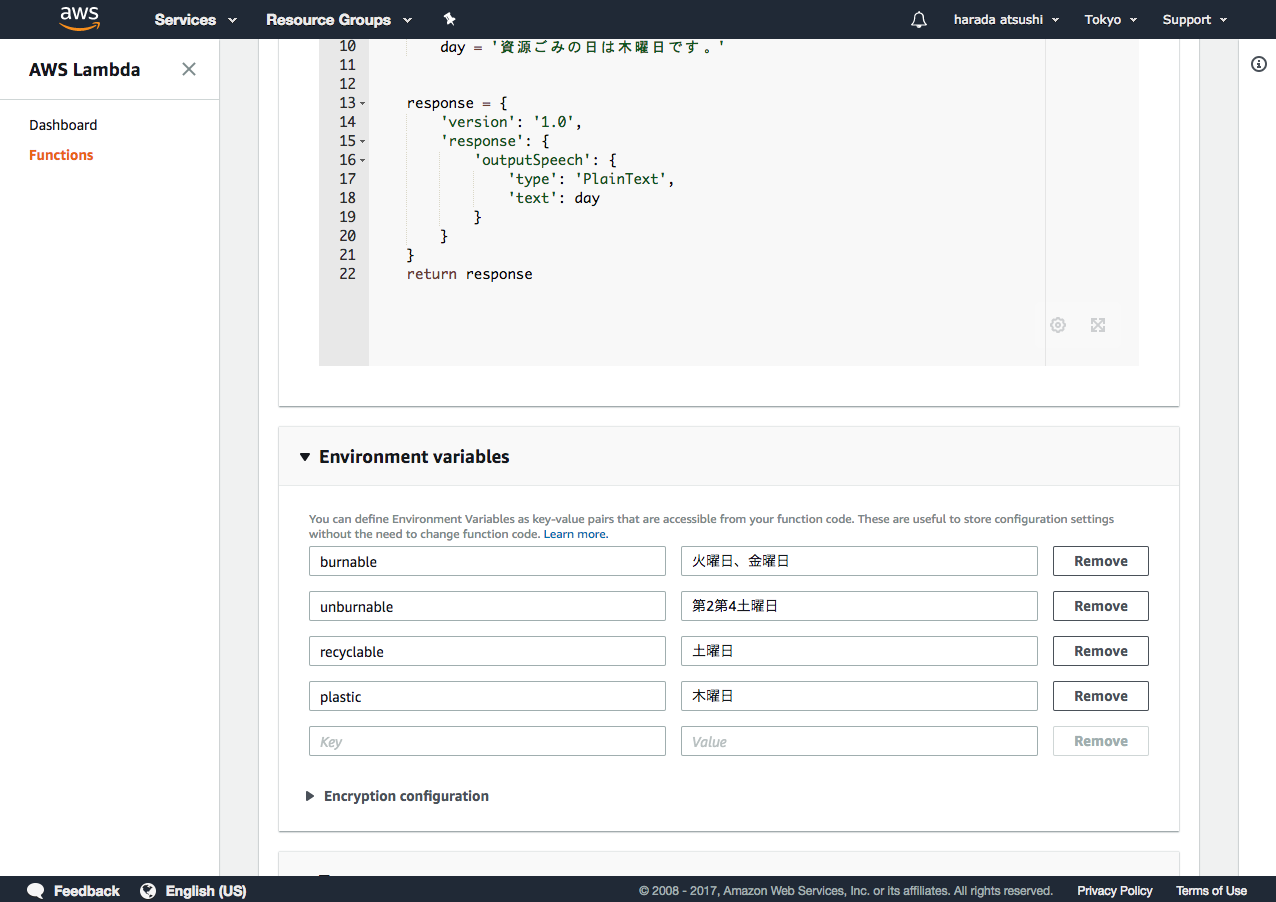 aws Services Resource Groups harada atsushi Tokyo Support
AWS Lambda
Dashboard
Functions
10 day = '資源ごみの日は木曜日です。'
11
12
13 response = {
14 'version': '1.0',
15 'response': {
16 'outputSpeech': {
17 'type': 'PlainText',
18 'text': day
19 }
20 }
21 }
22 return response
Environment variables
You can define Environment Variables as key-value pairs that are accessible from your function code. These are useful to store configuration settings
without the need to change function code. Learn more.
burnable 火曜日、金曜日 Remove
unburnable 第2第4土曜日 Remove
recyclable 土曜日 Remove
plastic 木曜日 Remove
Key Value Remove
Encryption configuration
Feedback English (US) © 2008 - 2017, Amazon Web Services, Inc. or its affiliates. All rights reserved. Privacy Policy Terms of Use